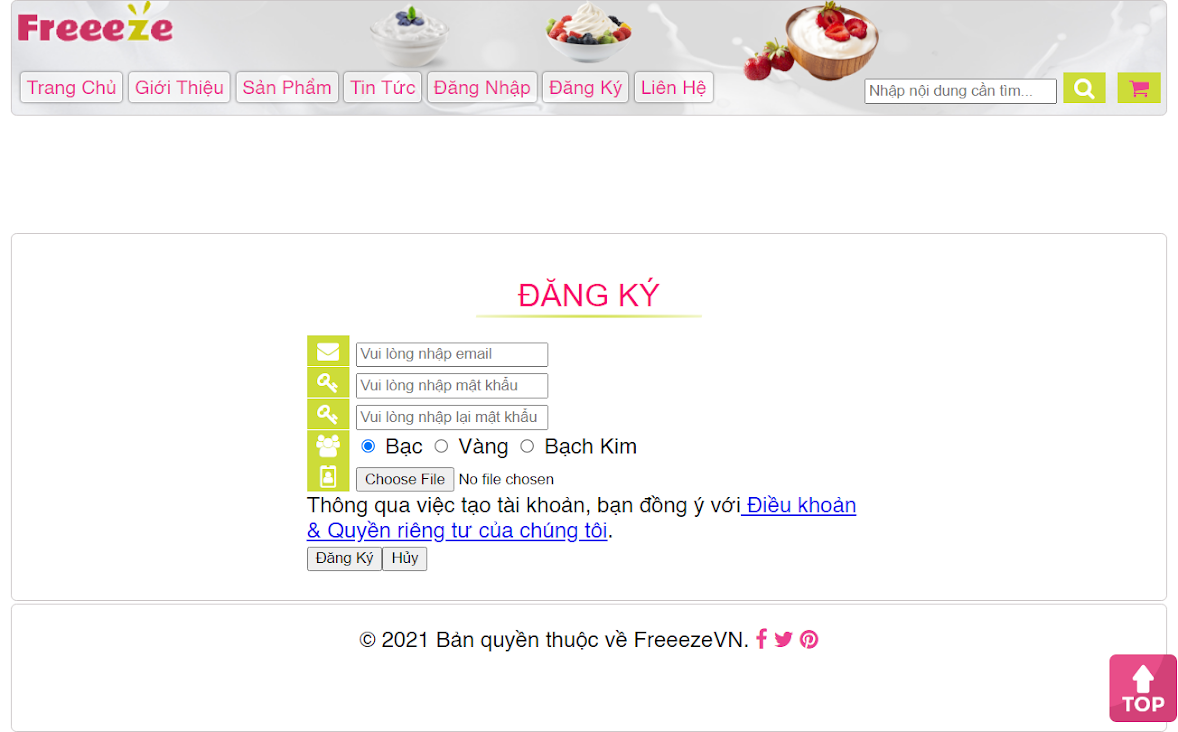 Freeeze
Trang Chủ Giới Thiệu Sản Phẩm Tin Tức Đăng Nhập Đăng Ký Liên Hệ Nhập nội dung cần tìm...
ĐĂNG KÝ
Vui lòng nhập email
Vui lòng nhập mật khẩu
Vui lòng nhập lại mật khẩu
Bạc Vàng Bạch Kim
Choose File No file chosen
Thông qua việc tạo tài khoản, bạn đồng ý với Điều khoản
& Quyền riêng tư của chúng tôi.
Đăng Ký Hủy
© 2021 Bản quyền thuộc về FreeezeVN.
TOP